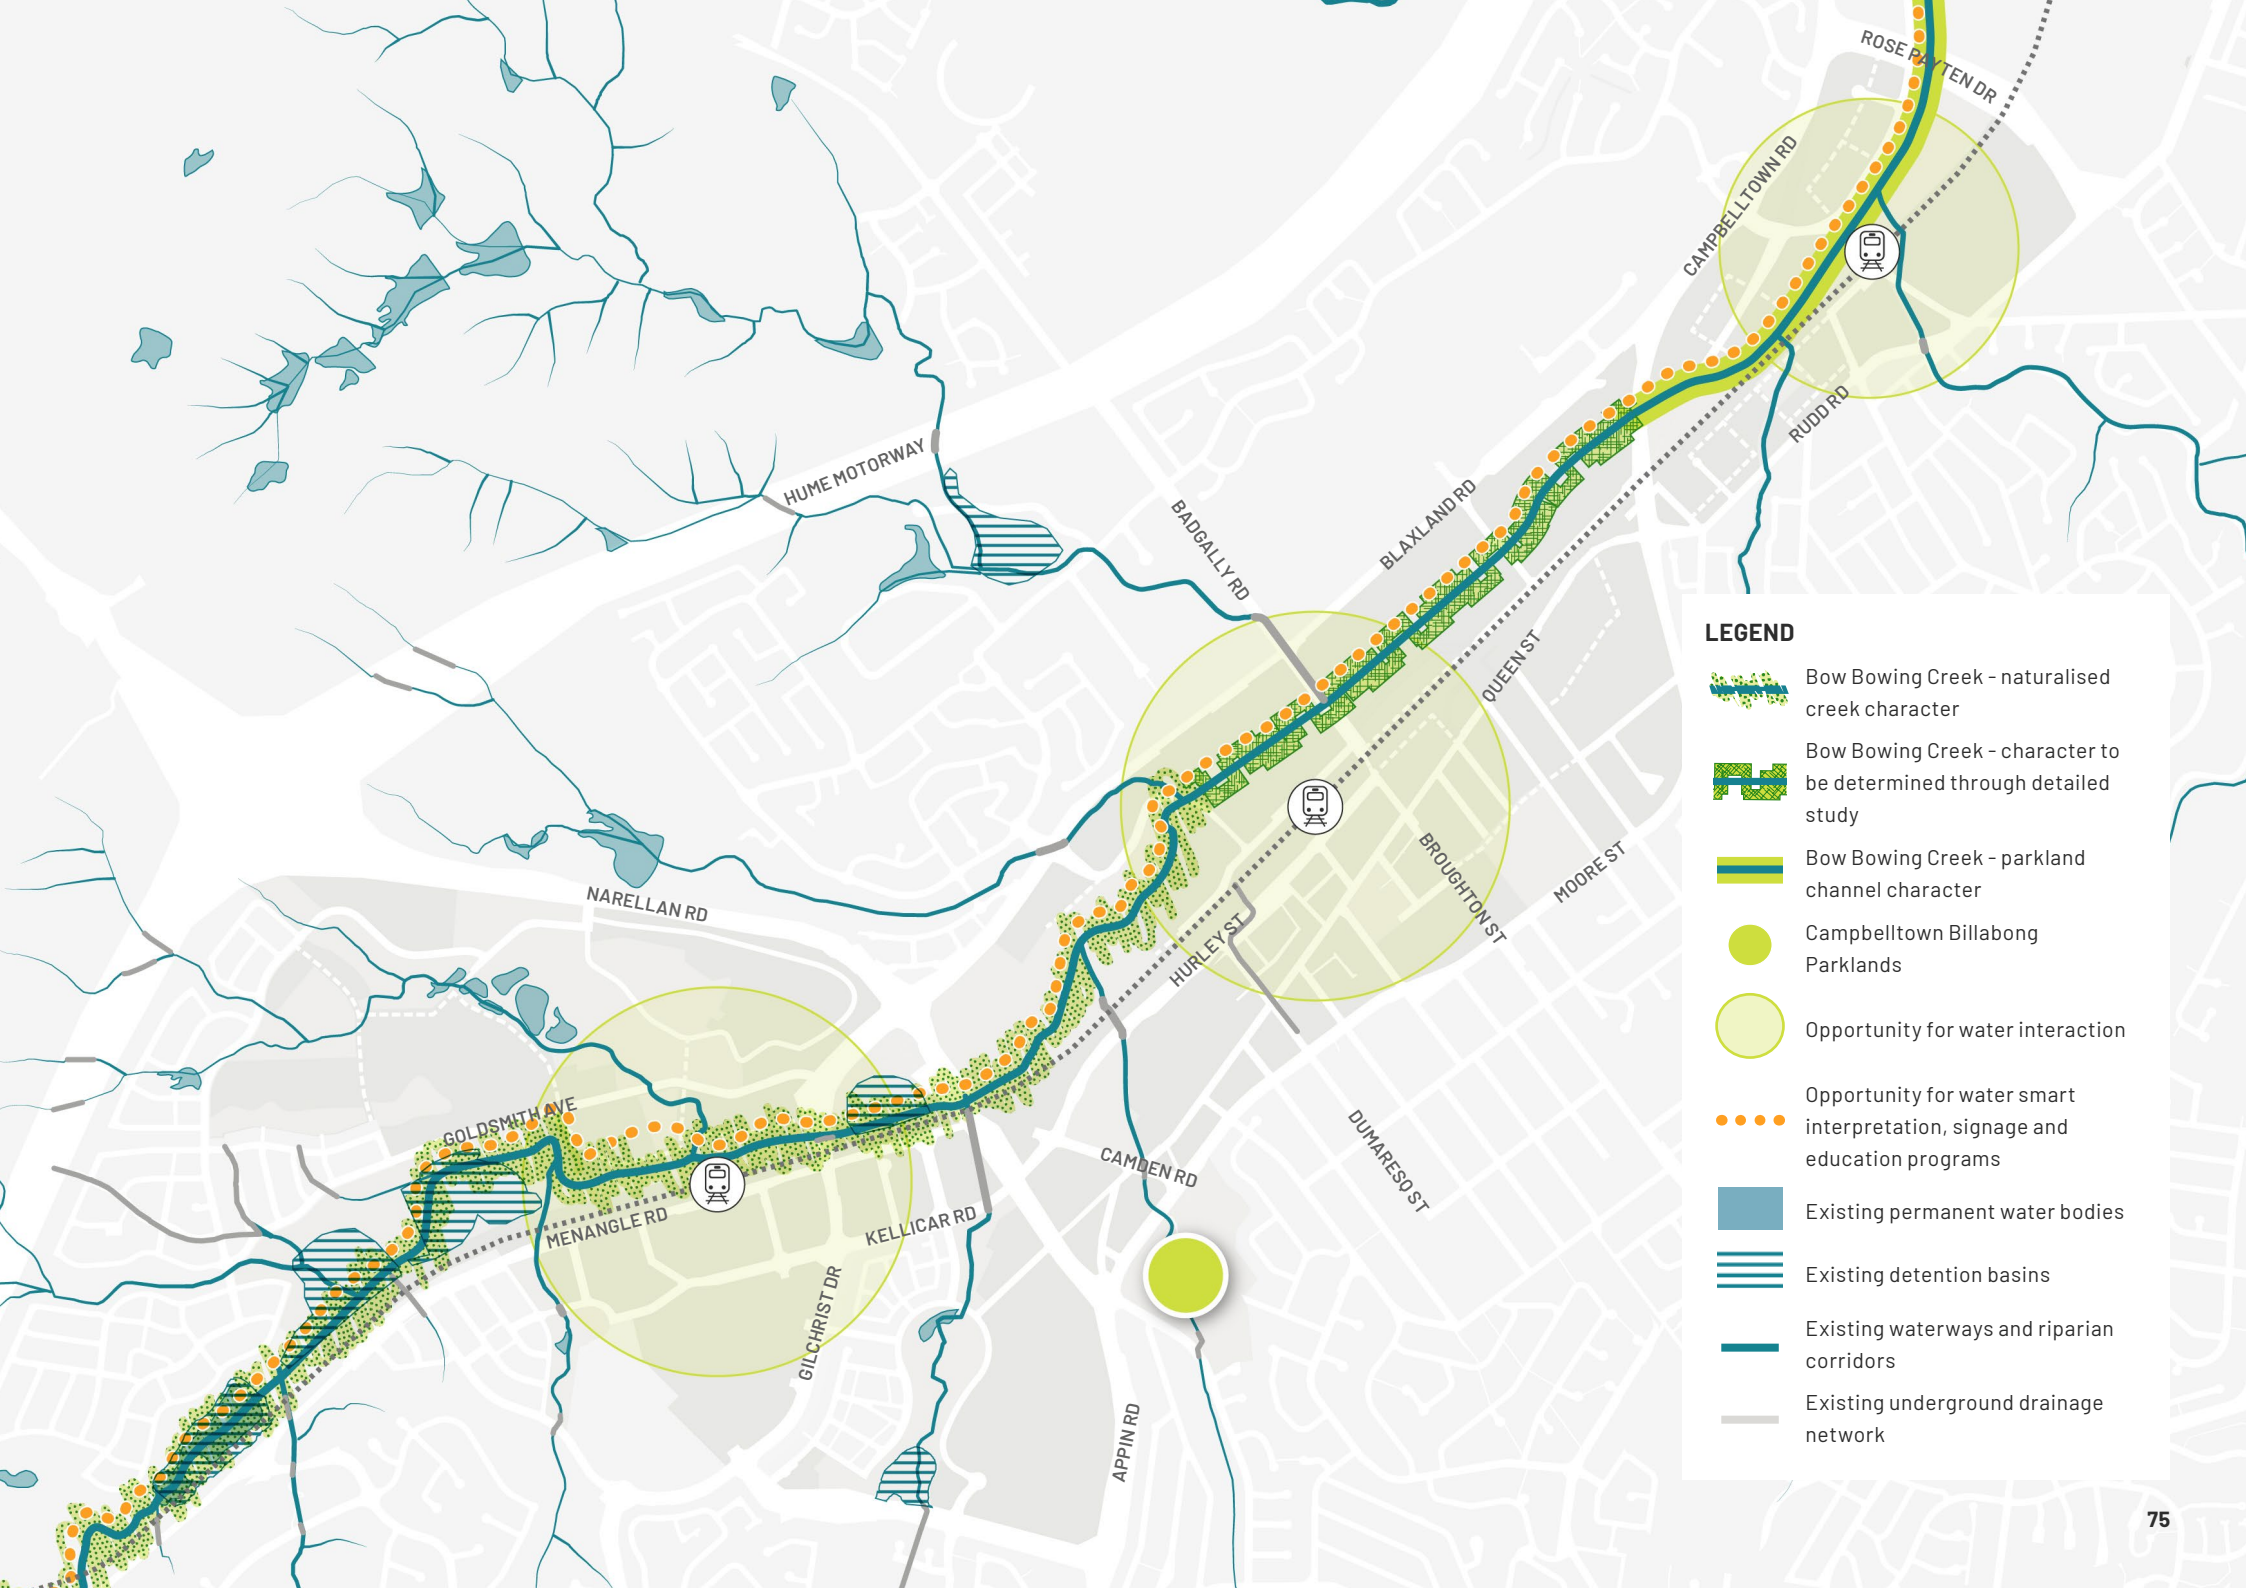 ROSE PAYTEN DR
CAMPBELLTOWN RD
RUDD RD
HUME MOTORWAY
BADGALLY RD
BLAXLAND RD
QUEEN ST
NARELLAN RD
BROUGHTON ST
MOORE ST
HURLEY ST
GOLDSMITH AVE
MENANGLE RD
KELLICAR RD
CAMDEN RD
DUMARESQ ST
GILCHRIST DR
APPIN RD
LEGEND
Bow Bowing Creek - naturalised
creek character
Bow Bowing Creek - character to
be determined through detailed
study
Bow Bowing Creek - parkland
channel character
Campbelltown Billabong
Parklands
Opportunity for water interaction
Opportunity for water smart
interpretation, signage and
education programs
Existing permanent water bodies
Existing detention basins
Existing waterways and riparian
corridors
Existing underground drainage
network
75